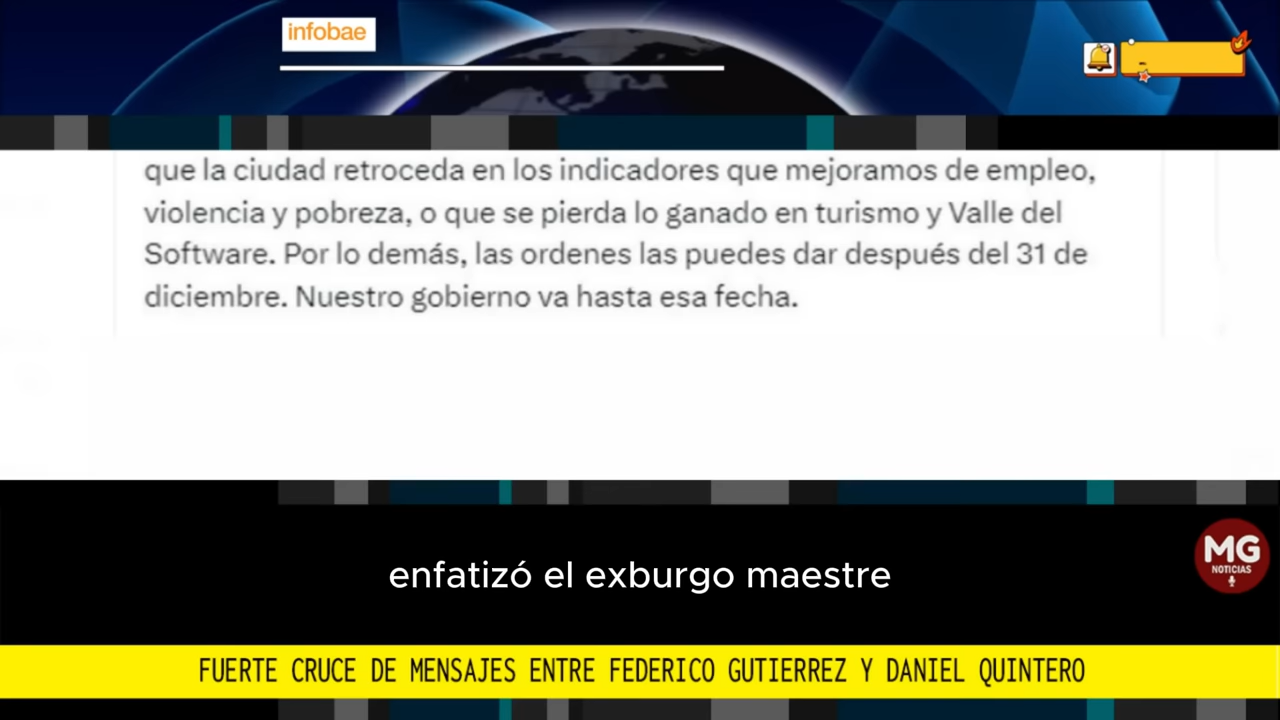 infobae
que la ciudad retroceda en los indicadores que mejoramos de empleo,
violencia y pobreza, o que se pierda lo ganado en turismo y Valle del
Software. Por lo demás, las ordenes las puedes dar después del 31 de
diciembre. Nuestro gobierno va hasta esa fecha.
enfatizó el exburgo maestre
MG
NOTICIAS
FUERTE CRUCE DE MENSAJES ENTRE FEDERICO GUTIERREZ Y DANIEL QUINTERO